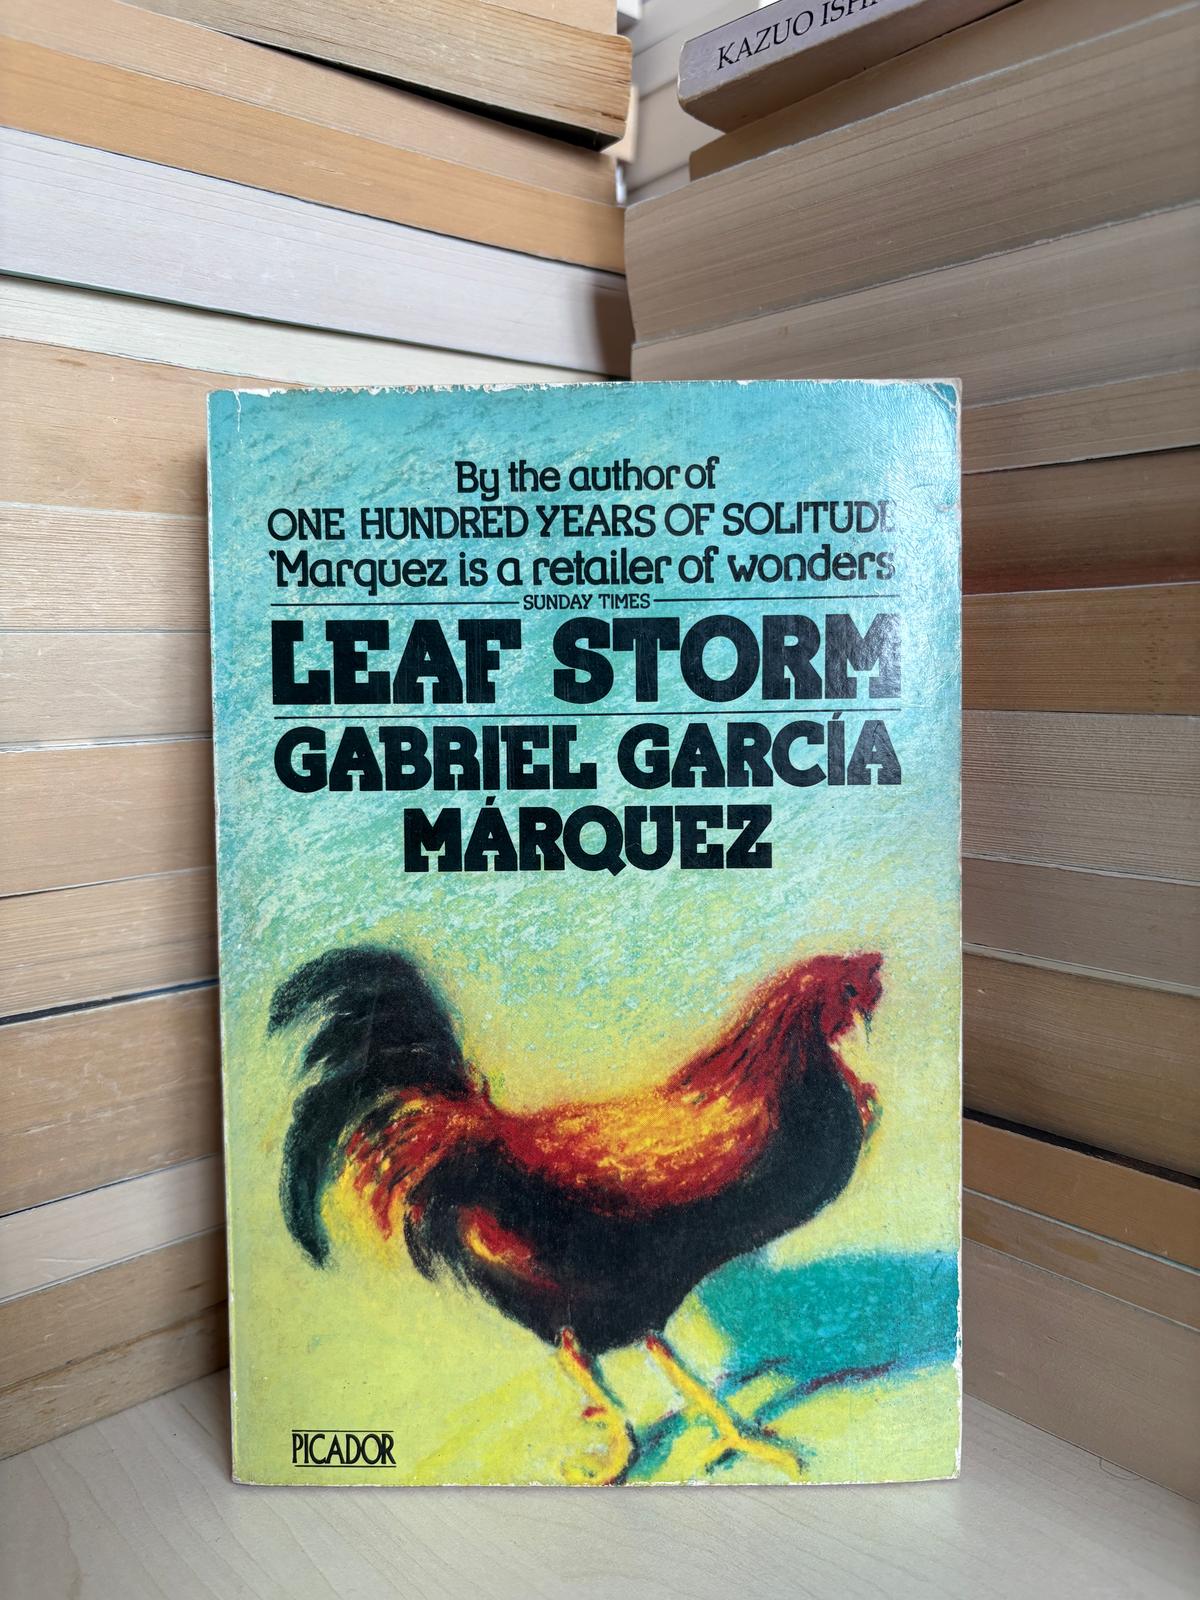 KAZUO
By the author of
ONE HUNDRED YEARS OF SOLITUDE
'Marquez is a retailer of wonders
SUNDAY TIMES
LEAF STORM
GABRIEL GARCÍA
MÁRQUEZ
PICADOR